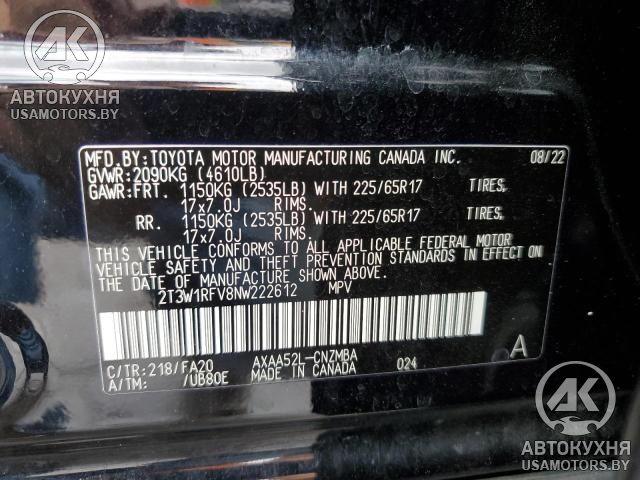 AK
АВТОКУХНЯ
USAMOTORS.BY
MFD.BY:TOYOTA MOTOR MANUFACTURING CANADA INC. 08/22
GVWR:2090KG (4610LB)
GAWR:FRT. 1150KG (2535LB) WITH 225/65R17 TIRES.
17x7.0J RIMS.
RR. 1150KG (2535LB) WITH 225/65R17 TIRES.
17x7.0J RIMS.
THIS VEHICLE CONFORMS TO ALL APPLICABLE FEDERAL MOTOR
VEHICLE SAFETY AND THEFT PREVENTION STANDARDS IN EFFECT ON
THE DATE OF MANUFACTURE SHOWN ABOVE.
2T3W1RFV8NW222612 MPV
A
C/TR:218/FA20 AXAA52L-CNZMBA 024
A/TM: /UB80E MADE IN CANADA
AK
АВТОКУХНЯ
USAMOTORS.BY